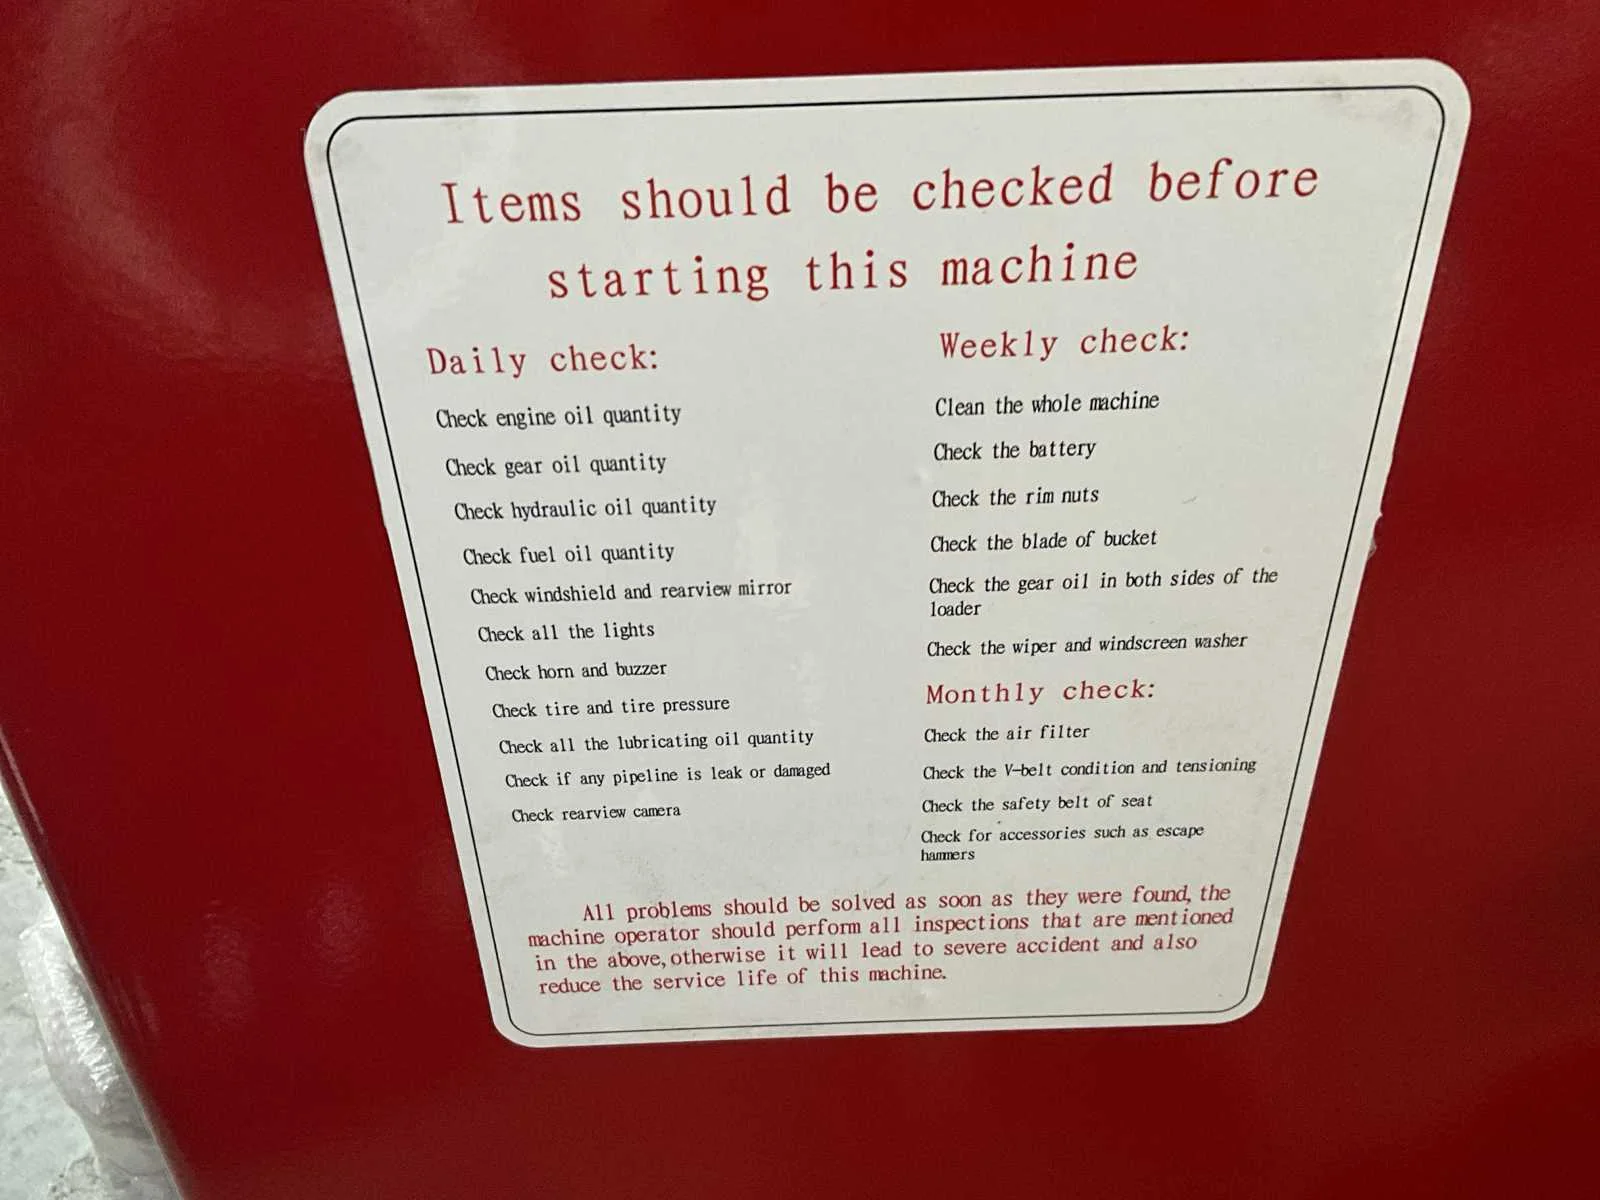 Items should be checked before
starting this machine
Daily check:
Check engine oil quantity
Check gear oil quantity
Check hydraulic oil quantity
Check fuel oil quantity
Check windshield and rearview mirror
Check all the lights
Check horn and buzzer
Check tire and tire pressure
Check all the lubricating oil quantity
Check if any pipeline is leak or damaged
Check rearview camera
Weekly check:
Clean the whole machine
Check the battery
Check the rim nuts
Check the blade of bucket
Check the gear oil in both sides of the
loader
Check the wiper and windscreen washer
Monthly check:
Check the air filter
Check the V-belt condition and tensioning
Check the safety belt of seat
Check for accessories such as escape
hammers
All problems should be solved as soon as they were found, the
machine operator should perform all inspections that are mentioned
in the above, otherwise it will lead to severe accident and also
reduce the service life of this machine.